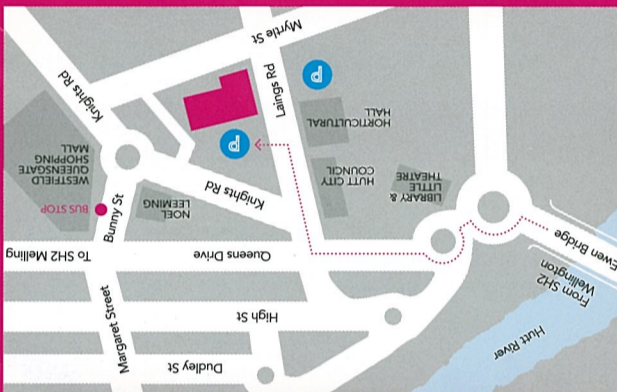 Dudley St
Hutt River
High St
Margaret Street
From SH2
Wellington
Ewen Bridge
Queens Drive
To SH2 Melling
LIBRARY &
LITTLE
THEATRE
HUTT CITY
COUNCIL
Knights Rd
NOEL
LEEMING
Bunny St
BUS STOP
WESTFIELD
QUEENSGATE
SHOPPING
MALL
HORTICULTURAL
HALL
P
P
Laings Rd
Knights Rd
Myrtle St